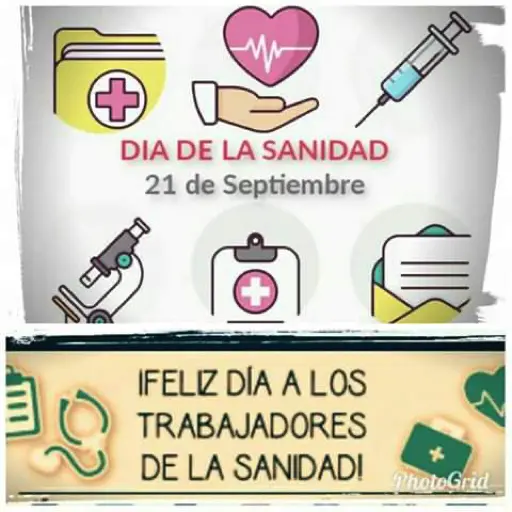 DIA DE LA SANIDAD
21 de Septiembre
¡FELIZ DÍA A LOS
TRABAJADORES
DE LA SANIDAD!
PhotoGrid